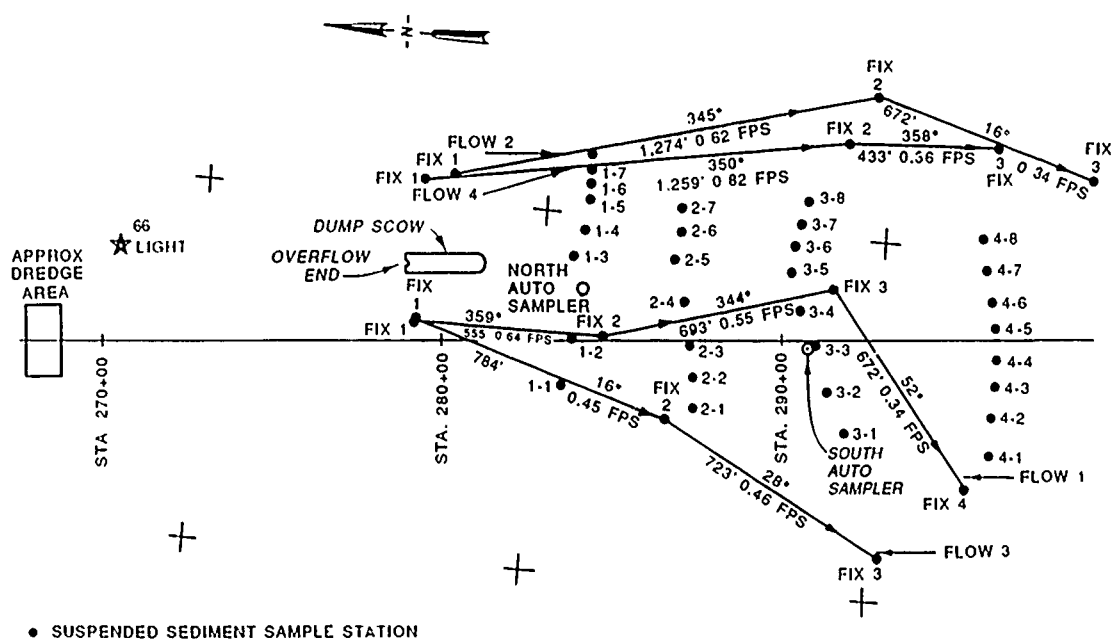 N
FIX
2
345°
672'
FLOW 2
1,274' 0.62 FPS
FIX 2
358°
16°
FIX 1
350°
433' 0.36 FPS
3
FIX
0.34 FPS
FIX
3
FIX 1
FLOW 4
1.259' 0.82 FPS
1-7
1-6
1-5
1-4
1-3
2-7
2-6
2-5
3-8
3-7
3-6
3-5
4-8
4-7
4-6
4-5
66
LIGHT
DUMP SCOW
OVERFLOW
END
APPROX
DREDGE
AREA
NORTH
AUTO
SAMPLER
FIX
1
FIX 1
359°
555 0.64 FPS
FIX 2
2-4
344°
693' 0.55 FPS
FIX 3
3-4
784'
1-2
2-3
3-3
4-4
1-1
16°
0.45 FPS
FIX
2
2-2
2-1
3-2
3-1
672' 0.34 FPS
52°
4-3
4-2
4-1
STA. 270+00
STA. 280+00
STA. 290+00
SOUTH
AUTO
SAMPLER
28°
723' 0.46 FPS
FLOW 1
FIX 4
FLOW 3
FIX 3
● SUSPENDED SEDIMENT SAMPLE STATION